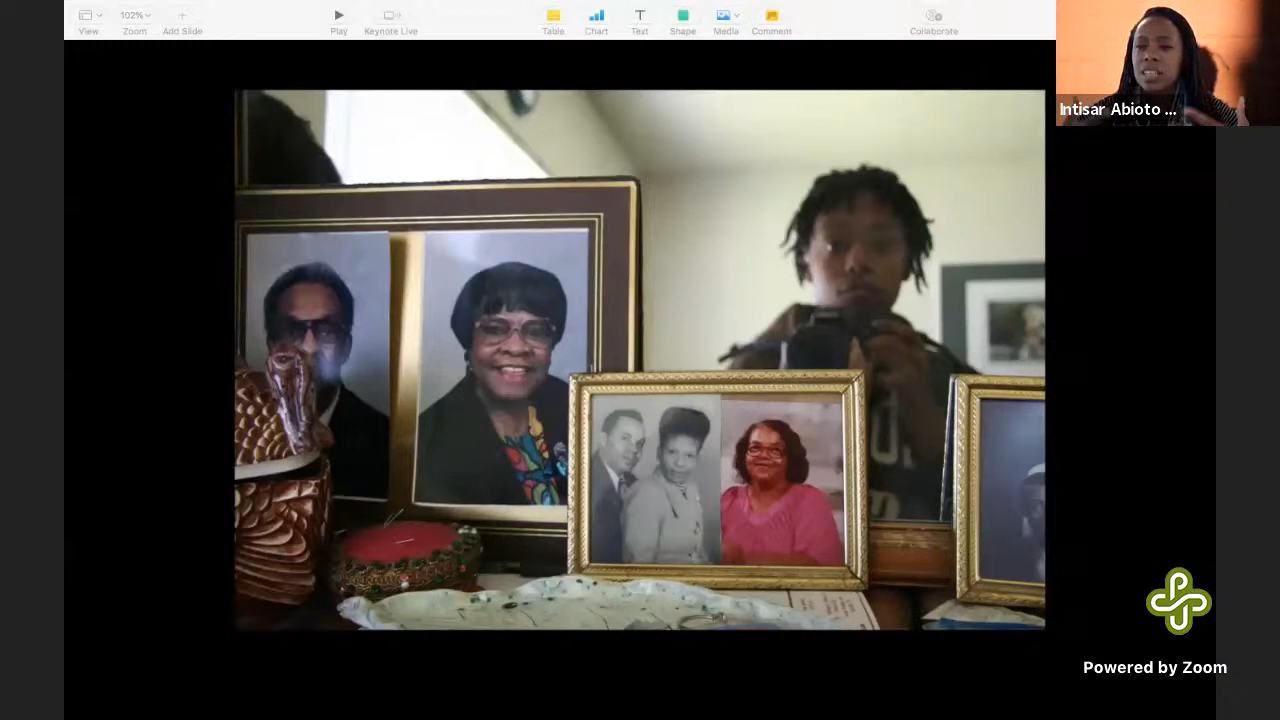 View
102%
Zoom
Add Slide
Play
Keynote Live
Table
Chart
Text
Shape
Media
Comment
Collaborate
Intisar Abioto ...
Powered by Zoom